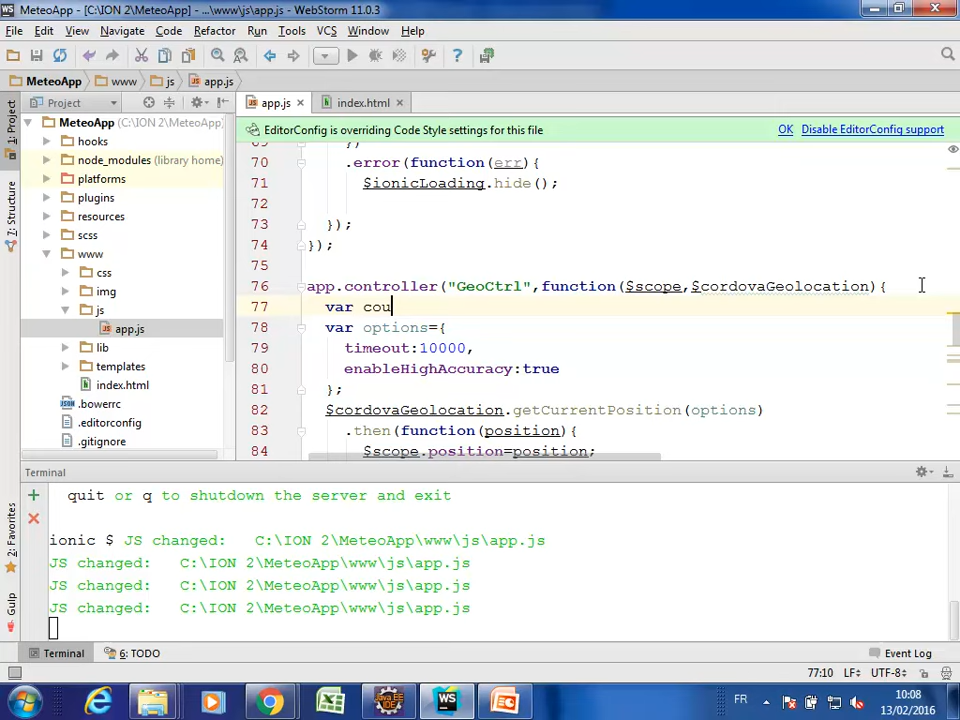 MeteoApp - [C:\ION 2\MeteoApp] - ...\www\js\app.js - WebStorm 11.0.3
File Edit View Navigate Code Refactor Run Tools VCS Window Help
MeteoApp www js app.js
Project
app.js index.html
1: Project
7: Structure
2: Favorites
Gulp
MeteoApp (C:\ION 2\MeteoApp)
hooks
node_modules (library home)
platforms
plugins
resources
scss
www
css
img
js
app.js
lib
templates
index.html
.bowerrc
.editorconfig
.gitignore
EditorConfig is overriding Code Style settings for this file OK Disable EditorConfig support
69 })
70 .error(function(err){
71 $ionicLoading.hide();
72
73 });
74 });
75
76 app.controller("GeoCtrl",function($scope,$cordovaGeolocation){
77 var cou
78 var options={
79 timeout:10000,
80 enableHighAccuracy:true
81 };
82 $cordovaGeolocation.getCurrentPosition(options)
83 .then(function(position){
84 $scope.position=position;
Terminal
quit or q to shutdown the server and exit
ionic $ JS changed: C:\ION 2\MeteoApp\www\js\app.js
JS changed: C:\ION 2\MeteoApp\www\js\app.js
JS changed: C:\ION 2\MeteoApp\www\js\app.js
JS changed: C:\ION 2\MeteoApp\www\js\app.js
Terminal 6: TODO Event Log
77:10 LF UTF-8
FR 10:08
13/02/2016